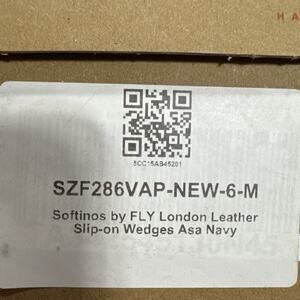 H A
5CC15AB45201
SZF286VAP-NEW-6-M
Softinos by FLY London Leather
Slip-on Wedges Asa Navy